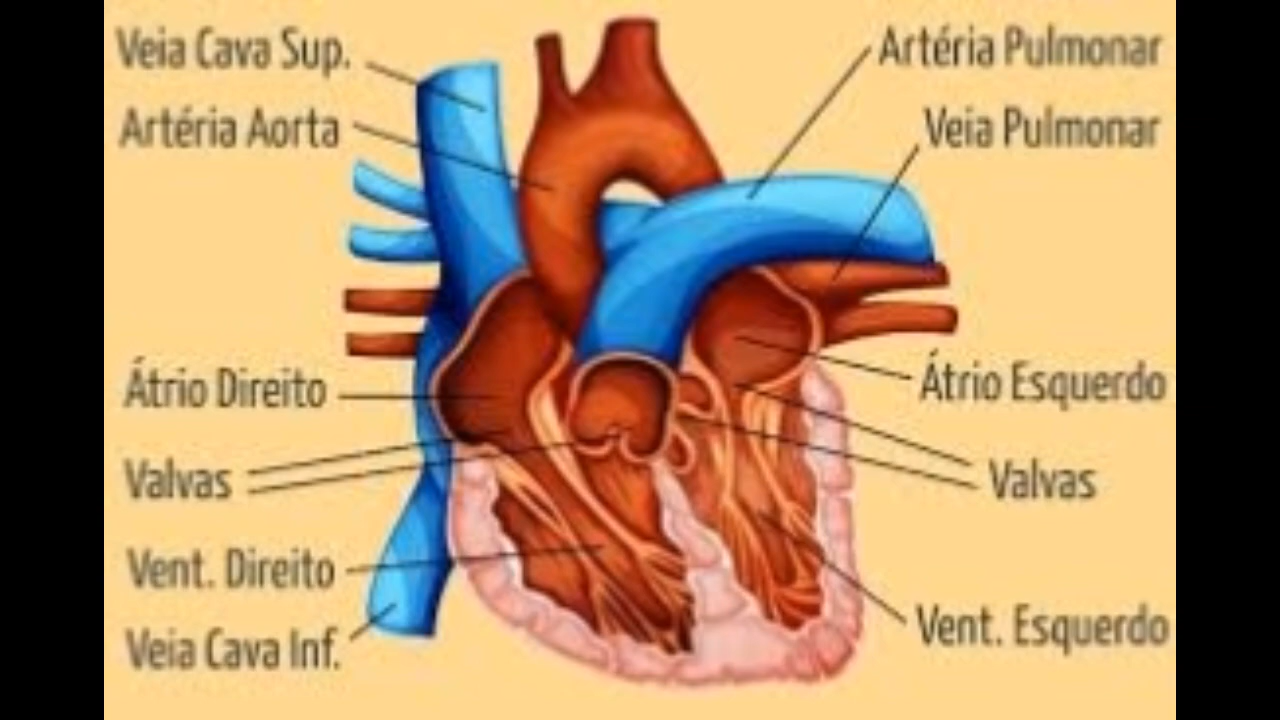 Veia Cava Sup.
Artéria Aorta
Átrio Direito
Valvas
Vent. Direito
Veia Cava Inf.
Artéria Pulmonar
Veia Pulmonar
Átrio Esquerdo
Valvas
Vent. Esquerdo